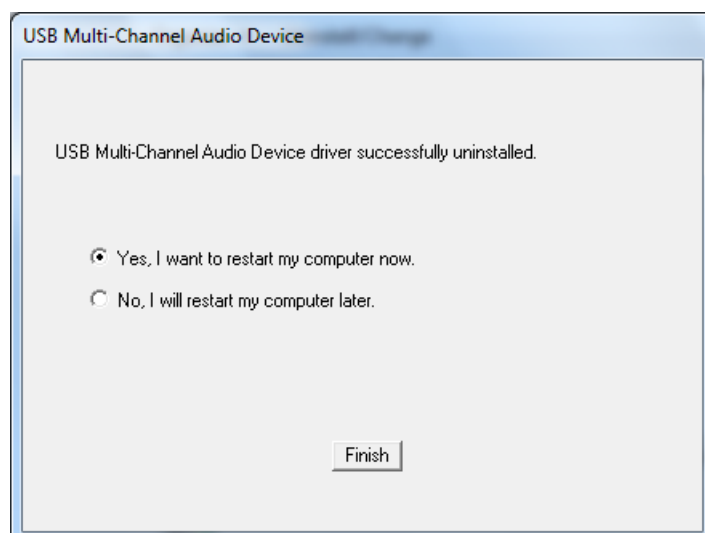 USB Multi-Channel Audio Device
USB Multi-Channel Audio Device driver successfully uninstalled.
Yes, I want to restart my computer now.
No, I will restart my computer later.
Finish